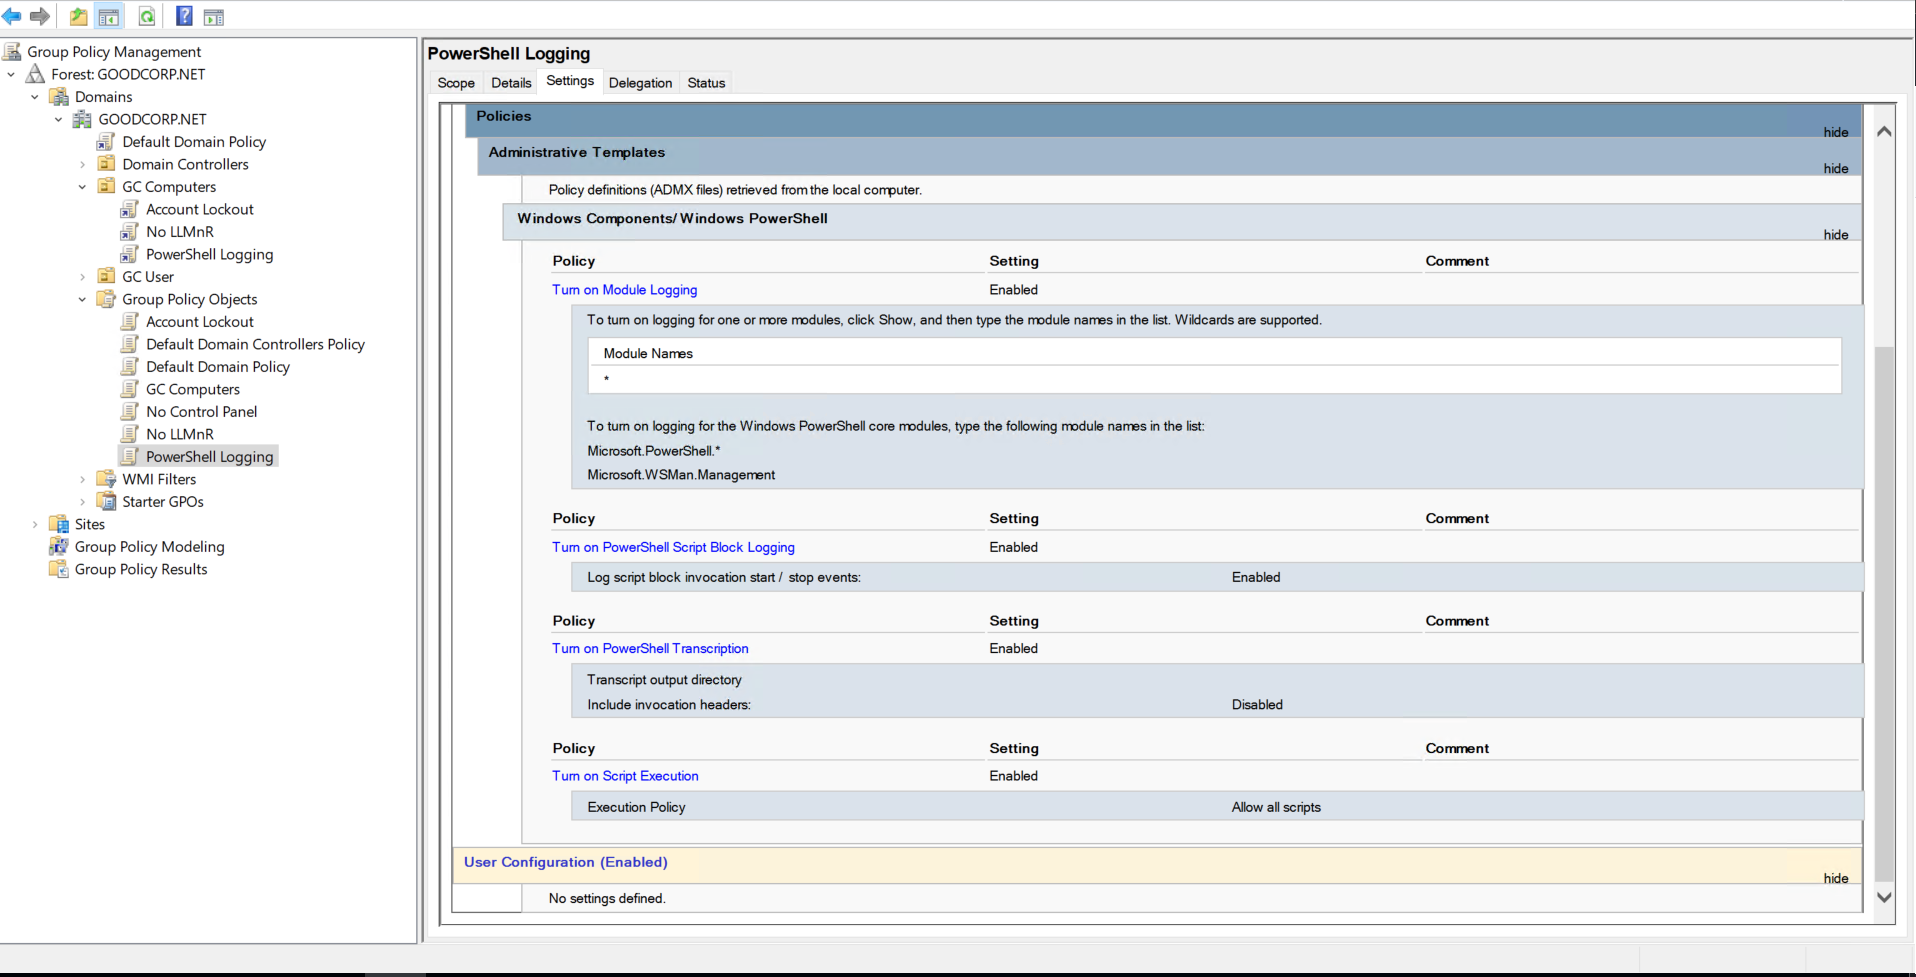 Group Policy Management
Forest: GOODCORP.NET
Domains
GOODCORP.NET
Default Domain Policy
Domain Controllers
GC Computers
Account Lockout
No LLMnR
PowerShell Logging
GC User
Group Policy Objects
Account Lockout
Default Domain Controllers Policy
Default Domain Policy
GC Computers
No Control Panel
No LLMnR
PowerShell Logging
WMI Filters
Starter GPOs
Sites
Group Policy Modeling
Group Policy Results
PowerShell Logging
Scope Details Settings Delegation Status
Policies
hide
Administrative Templates
hide
Policy definitions (ADMX files) retrieved from the local computer.
Windows Components/Windows PowerShell
hide
Policy Setting Comment
Turn on Module Logging Enabled
To turn on logging for one or more modules, click Show, and then type the module names in the list. Wildcards are supported.
Module Names
*
To turn on logging for the Windows PowerShell core modules, type the following module names in the list:
Microsoft.PowerShell.*
Microsoft.WSMan.Management
Policy Setting Comment
Turn on PowerShell Script Block Logging Enabled
Log script block invocation start / stop events: Enabled
Policy Setting Comment
Turn on PowerShell Transcription Enabled
Transcript output directory
Include invocation headers: Disabled
Policy Setting Comment
Turn on Script Execution Enabled
Execution Policy Allow all scripts
User Configuration (Enabled)
hide
No settings defined.